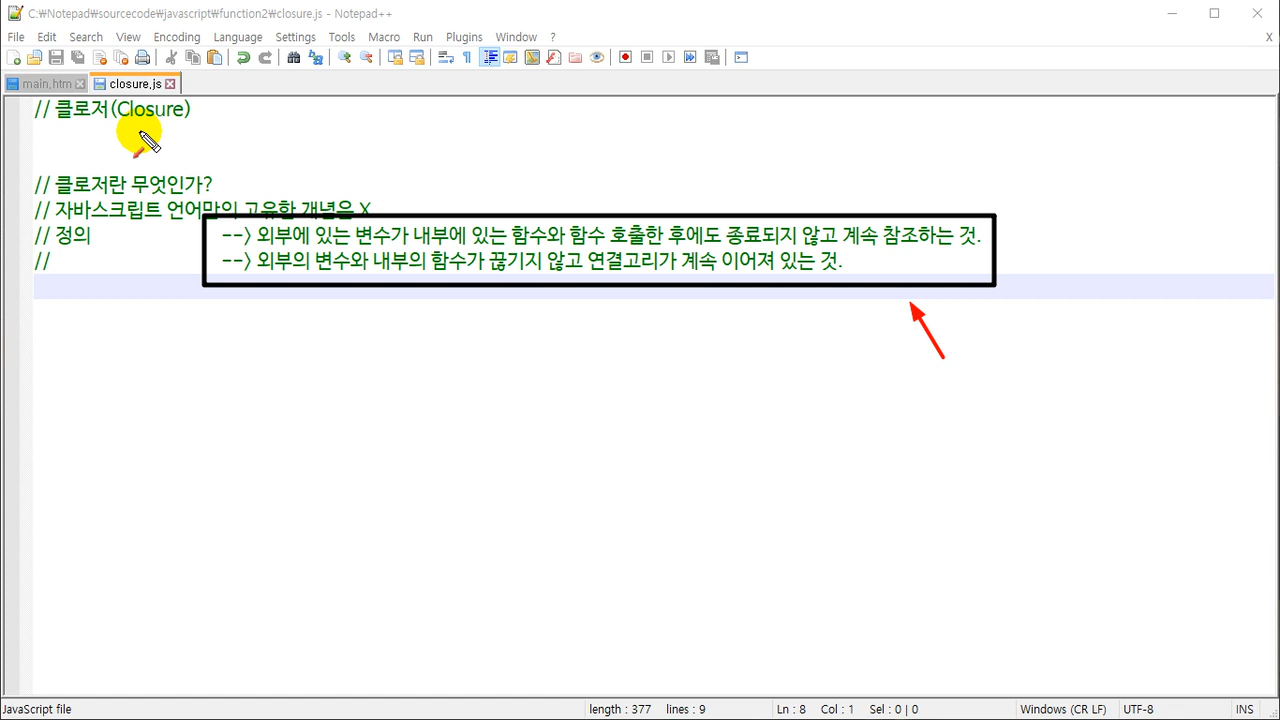 C:\Notepad\sourcecode\javascript\function2\closure.js - Notepad++
File Edit Search View Encoding Language Settings Tools Macro Run Plugins Window ? X
main.htm closure.js
// 클로저(Closure)
// 클로저란 무엇인가?
// 자바스크립트 언어만의 고유한 개념은 X
// 정의 --> 외부에 있는 변수가 내부에 있는 함수와 함수 호출한 후에도 종료되지 않고 계속 참조하는 것.
// --> 외부의 변수와 내부의 함수가 끊기지 않고 연결고리가 계속 이어져 있는 것.
JavaScript file length : 377 lines : 9 Ln : 8 Col : 1 Sel : 0 | 0 Windows (CR LF) UTF-8 INS